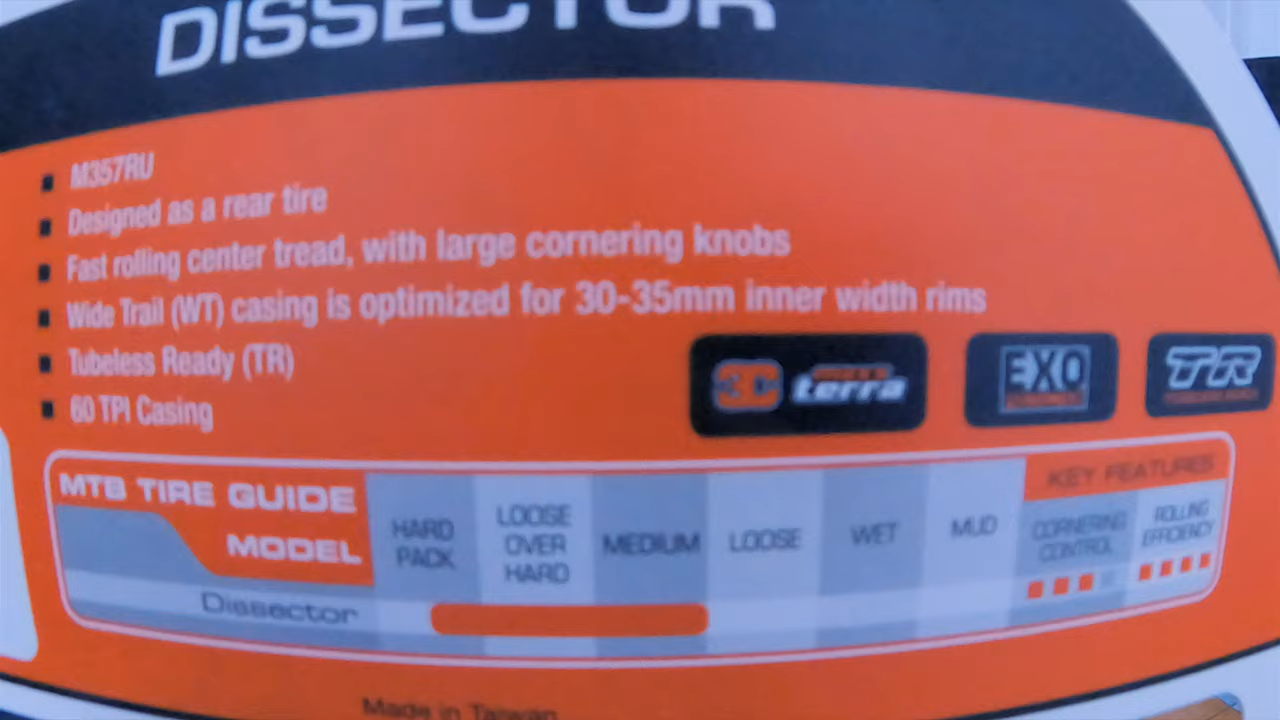 DISSECTOR
M357RU
Designed as a rear tire
Fast rolling center tread, with large cornering knobs
Wide Trail (WT) casing is optimized for 30-35mm inner width rims
Tubeless Ready (TR)
60 TPI Casing
3C terra
EXO
TR
MTB TIRE GUIDE
MODEL
HARD PACK
LOOSE OVER HARD
MEDIUM
LOOSE
WET
MUD
KEY FEATURES
CORNERING CONTROL
ROLLING EFFICIENCY
Dissector
Made in Taiwan